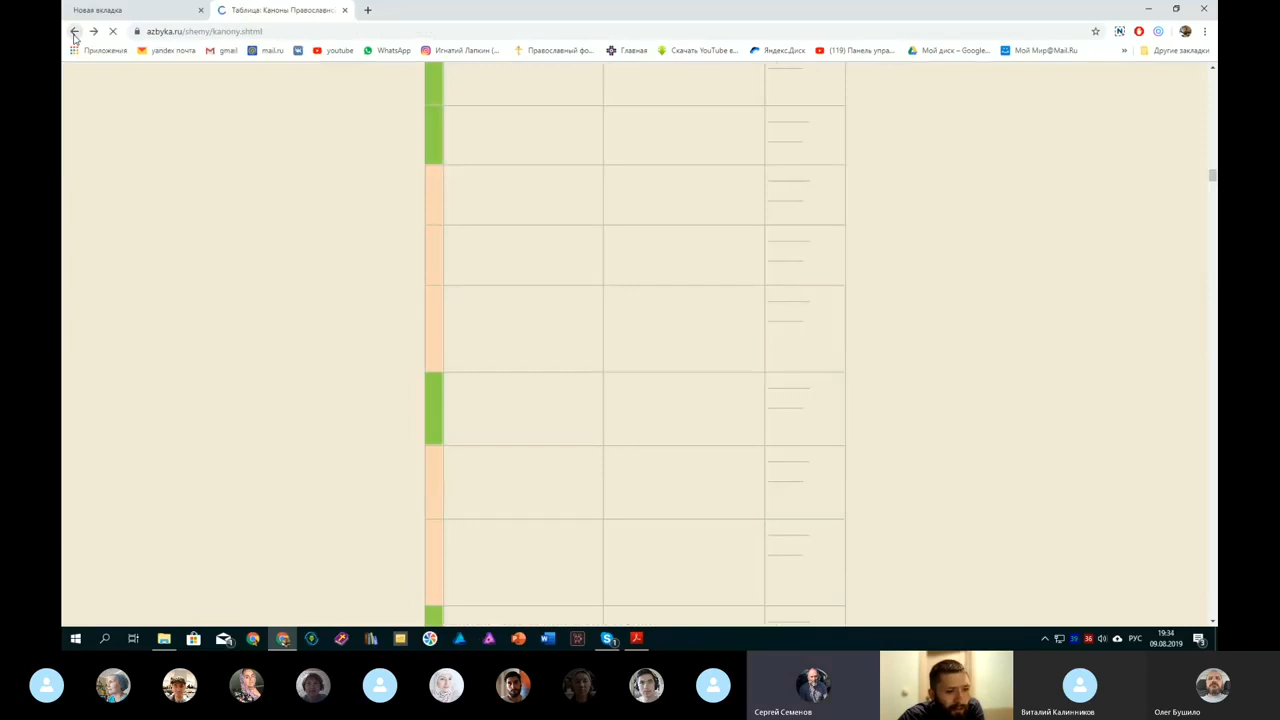 Новая вкладка
Таблица: Каноны Православн
azbyka.ru/shemy/kanony.shtml
Приложения
yandex почта
gmail
mail.ru
youtube
WhatsApp
Игнатий Лапкин (...
Православный фо...
Главная
Скачать YouTube в...
Яндекс.Диск
(119) Панель упра...
Мой диск – Google...
Мой Мир@Mail.Ru
»
Другие закладки
39
36
РУС
19:34
09.08.2019
Сергей Семенов
Виталий Калинников
Олег Бушило